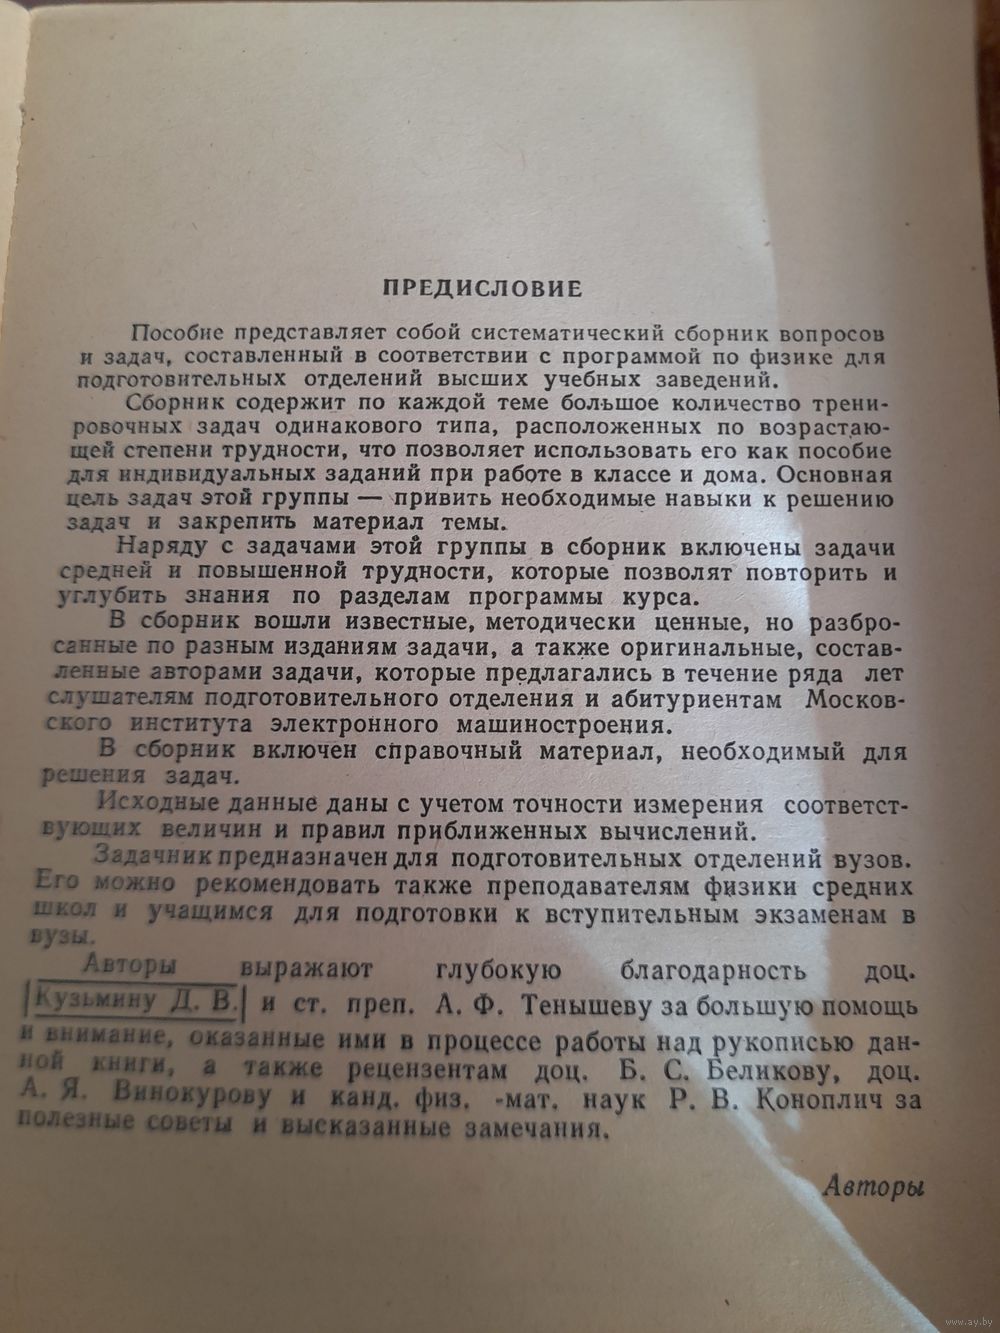 ПРЕДИСЛОВИЕ
Пособие представляет собой систематический сборник вопросов
и задач, составленный в соответствии с программой по физике для
подготовительных отделений высших учебных заведений.
Сборник содержит по каждой теме большое количество трени-
ровочных задач одинакового типа, расположенных по возрастаю-
щей степени трудности, что позволяет использовать его как пособие
для индивидуальных заданий при работе в классе и дома. Основная
цель задач этой группы — привить необходимые навыки к решению
задач и закрепить материал темы.
Наряду с задачами этой группы в сборник включены задачи
средней и повышенной трудности, которые позволят повторить и
углубить знания по разделам программы курса.
В сборник вошли известные, методически ценные, но разбро-
санные по разным изданиям задачи, а также оригинальные, состав-
ленные авторами задачи, которые предлагались в течение ряда лет
слушателям подготовительного отделения и абитуриентам Москов-
ского института электронного машиностроения.
В сборник включен справочный материал, необходимый для
решения задач.
Исходные данные даны с учетом точности измерения соответст-
вующих величин и правил приближенных вычислений.
Задачник предназначен для подготовительных отделений вузов.
Его можно рекомендовать также преподавателям физики средних
школ и учащимся для подготовки к вступительным экзаменам в
вузы.
Авторы выражают глубокую благодарность доц.
Кузьмину Д. В. и ст. преп. А. Ф. Тенышеву за большую помощь
и внимание, оказанные ими в процессе работы над рукописью дан-
ной книги, а также рецензентам доц. Б. С. Беликову, доц.
А. Я. Винокурову и канд. физ. -мат. наук Р. В. Коноплич за
полезные советы и высказанные замечания.
Авторы
www.ay.by